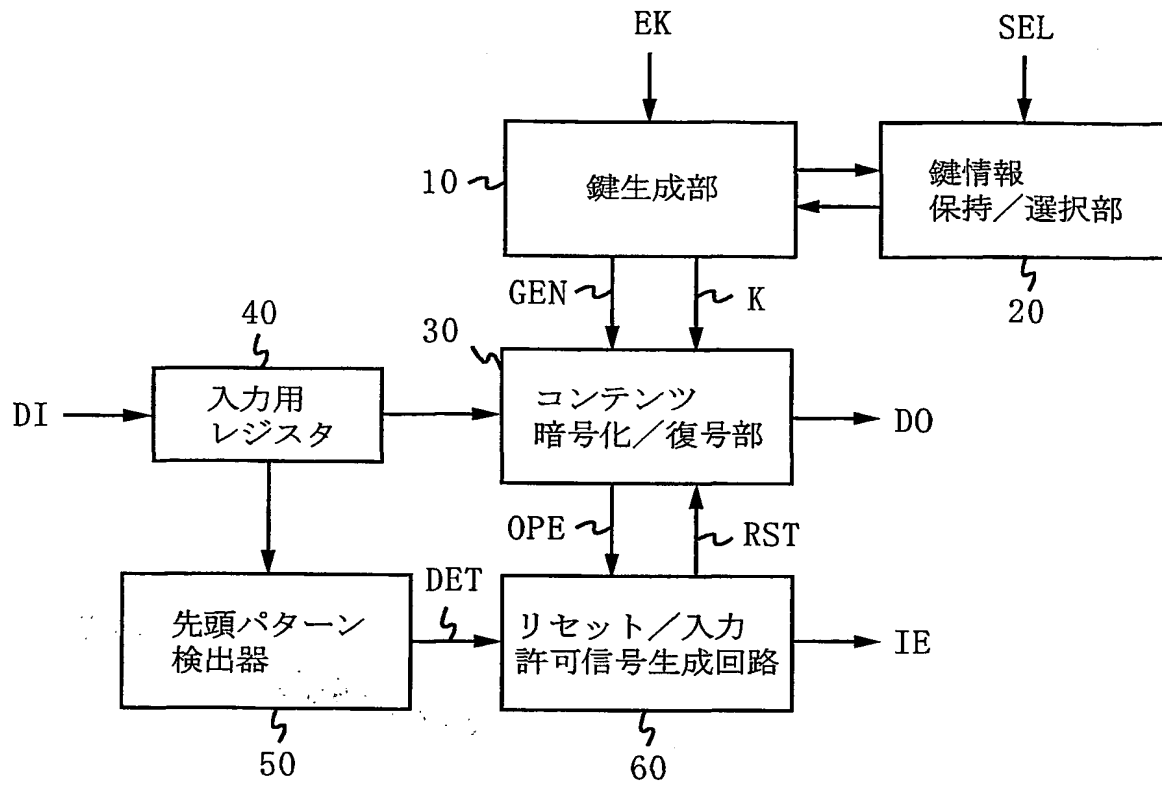 EK
SEL
10
鍵生成部
鍵情報
保持／選択部
GEN
K
20
40
30
DI
入力用
レジスタ
コンテンツ
暗号化／復号部
DO
OPE
RST
DET
先頭パターン
検出器
リセット／入力
許可信号生成回路
IE
50
60